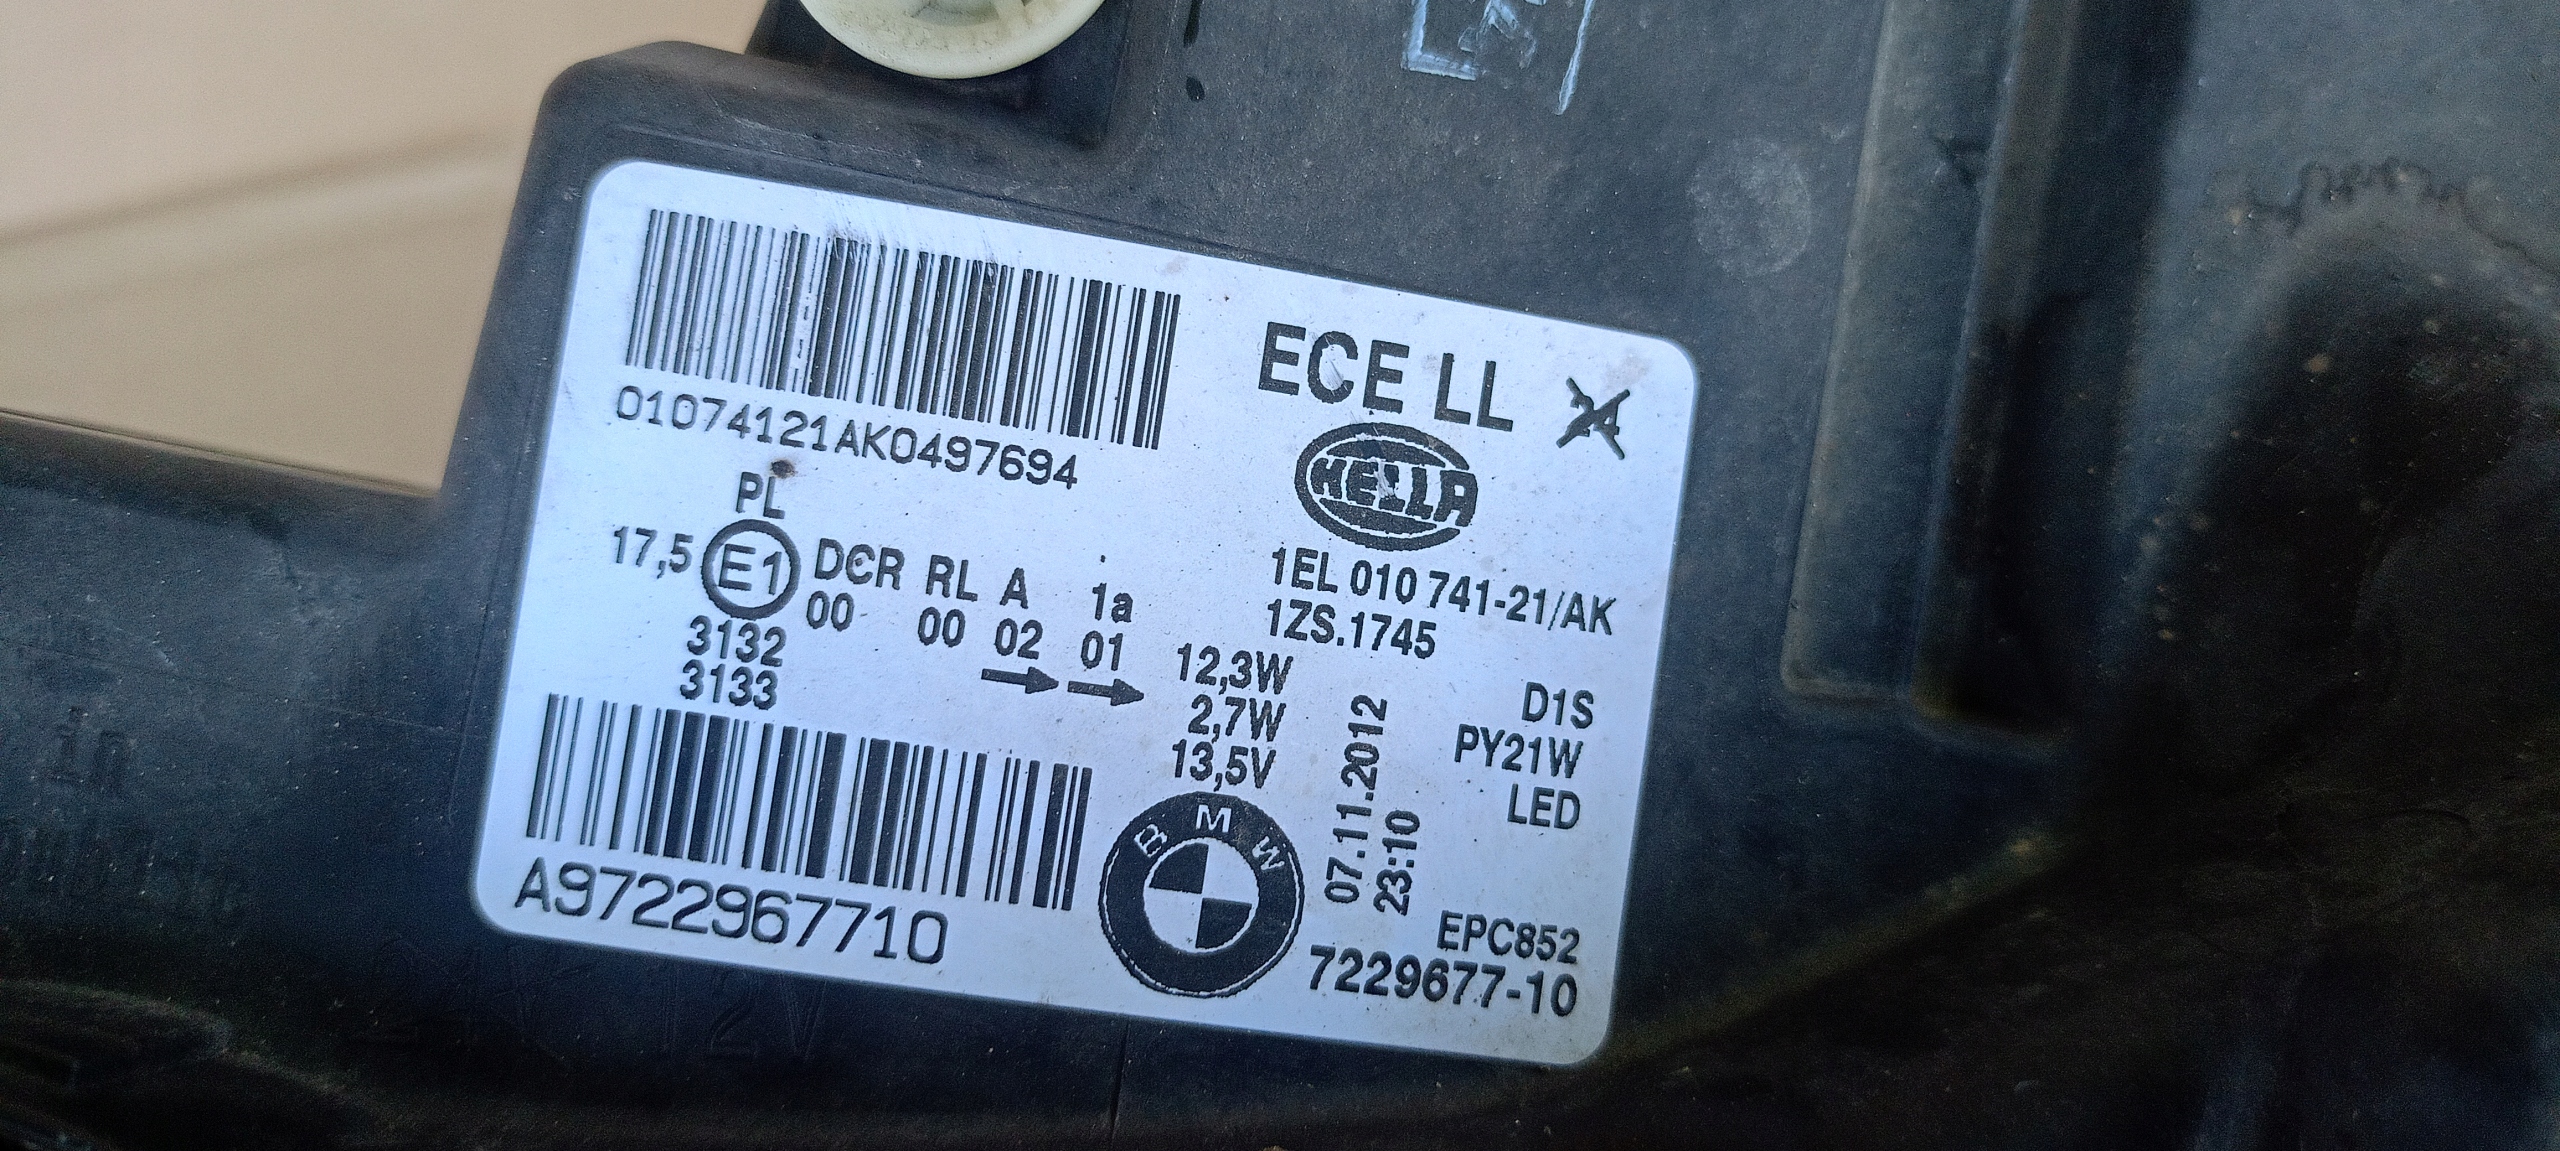 ECE LL
24
01074121AK0497694
HELLA
PL
17,5 E1 DCR RL A 1a
00 00 02 01
3132
3133
1EL 010 741-21/AK
1ZS.1745
12,3W
2,7W
13,5V
D1S
PY21W
LED
07.11.2012
23:10
A9722967710
BMW
EPC852
7229677-10
12V